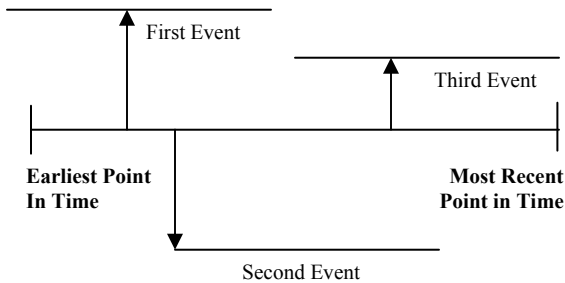 First Event
Third Event
Earliest Point
In Time
Most Recent
Point in Time
Second Event